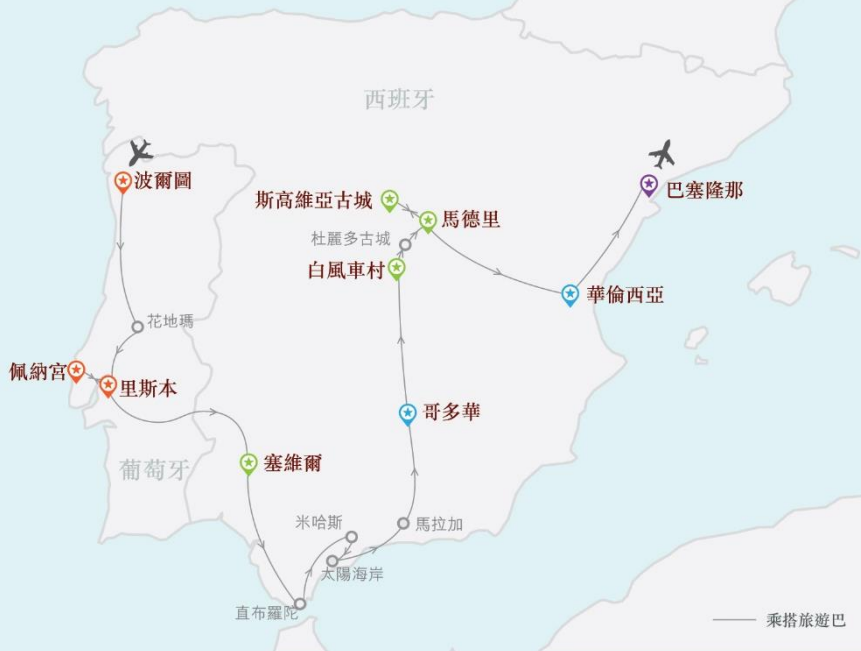 西班牙
波爾圖
斯高維亞古城
馬德里
巴塞隆那
杜麗多古城
白風車村
華倫西亞
花地瑪
佩納宮
里斯本
哥多華
塞維爾
葡萄牙
米哈斯
馬拉加
太陽海岸
直布羅陀
乘搭旅遊巴